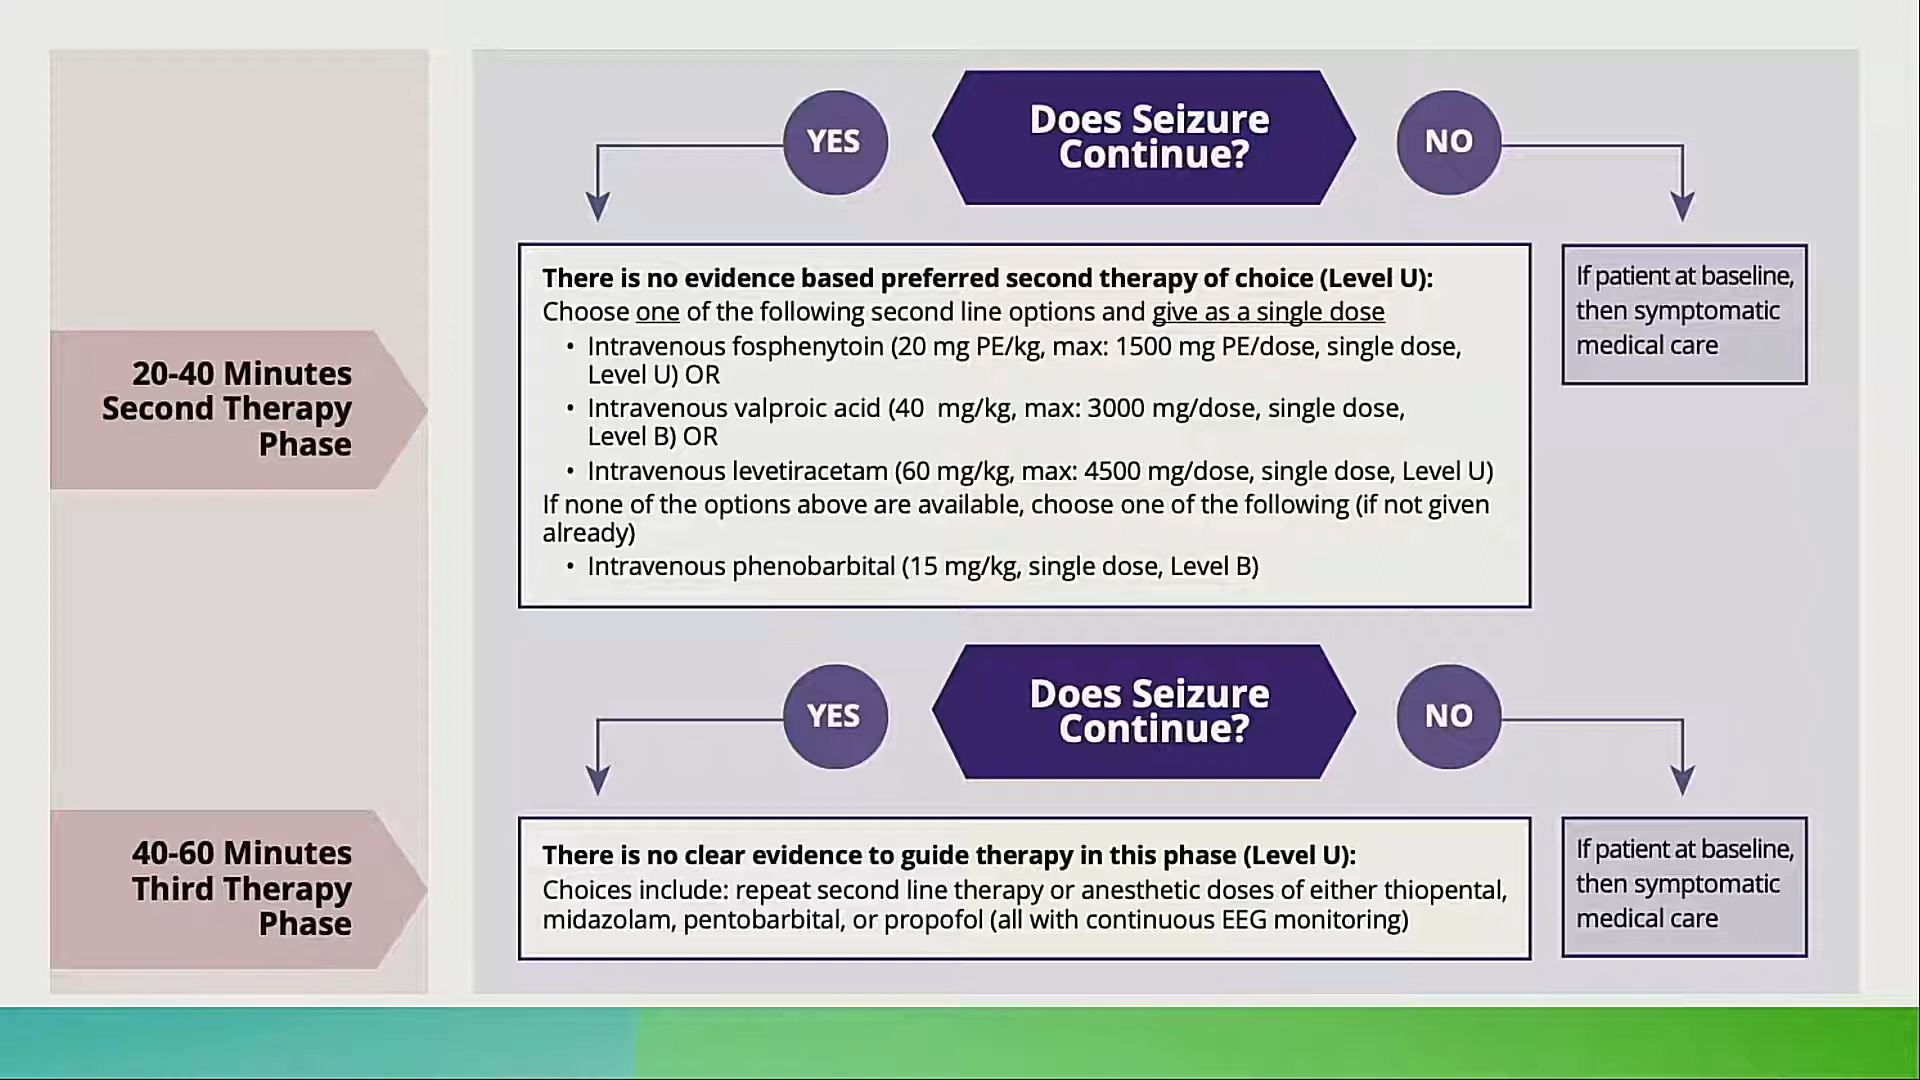 YES
Does Seizure
Continue?
NO
20-40 Minutes
Second Therapy
Phase
There is no evidence based preferred second therapy of choice (Level U):
Choose one of the following second line options and give as a single dose
• Intravenous fosphenytoin (20 mg PE/kg, max: 1500 mg PE/dose, single dose,
Level U) OR
• Intravenous valproic acid (40 mg/kg, max: 3000 mg/dose, single dose,
Level B) OR
• Intravenous levetiracetam (60 mg/kg, max: 4500 mg/dose, single dose, Level U)
If none of the options above are available, choose one of the following (if not given
already)
• Intravenous phenobarbital (15 mg/kg, single dose, Level B)
If patient at baseline,
then symptomatic
medical care
YES
Does Seizure
Continue?
NO
40-60 Minutes
Third Therapy
Phase
There is no clear evidence to guide therapy in this phase (Level U):
Choices include: repeat second line therapy or anesthetic doses of either thiopental,
midazolam, pentobarbital, or propofol (all with continuous EEG monitoring)
If patient at baseline,
then symptomatic
medical care